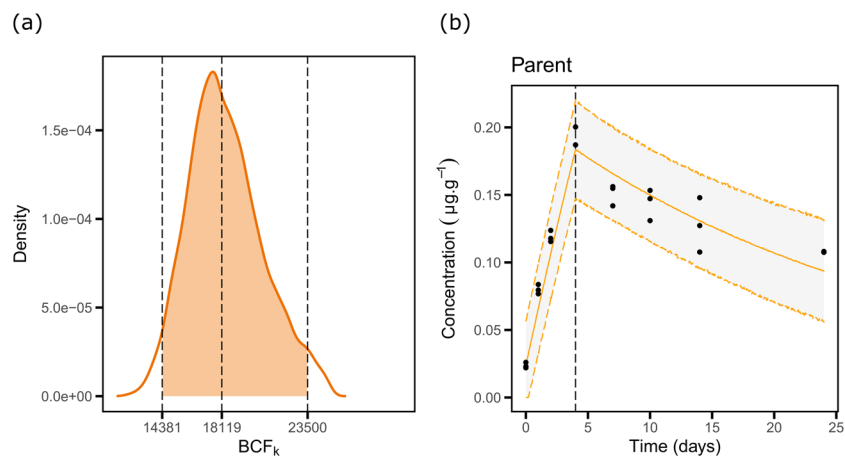 (a)
(b)
Parent
Density
1.5e−04
1.0e−04
5.0e−05
0.0e+00
14381 18119 23500
BCFk
Concentration ( µg.g⁻¹)
0.20
0.15
0.10
0.05
0.00
0 5 10 15 20 25
Time (days)